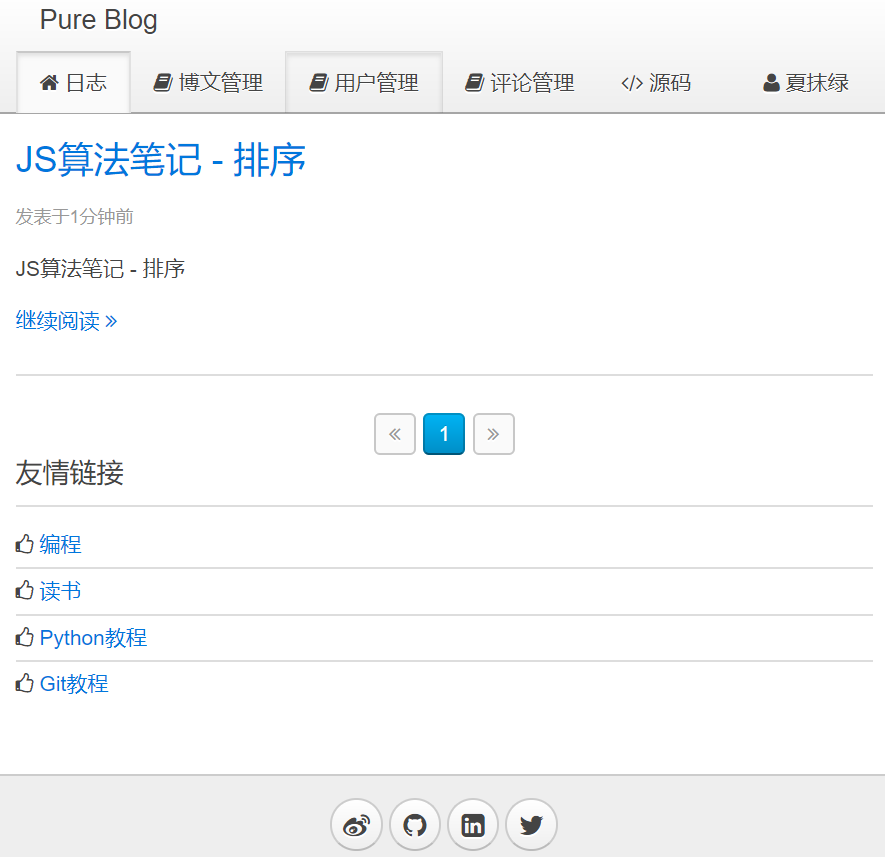 Pure Blog
日志 博文管理 用户管理 评论管理 </> 源码 夏抹绿
JS算法笔记 - 排序
发表于1分钟前
JS算法笔记 - 排序
继续阅读 »
« 1 »
友情链接
编程
读书
Python教程
Git教程
in